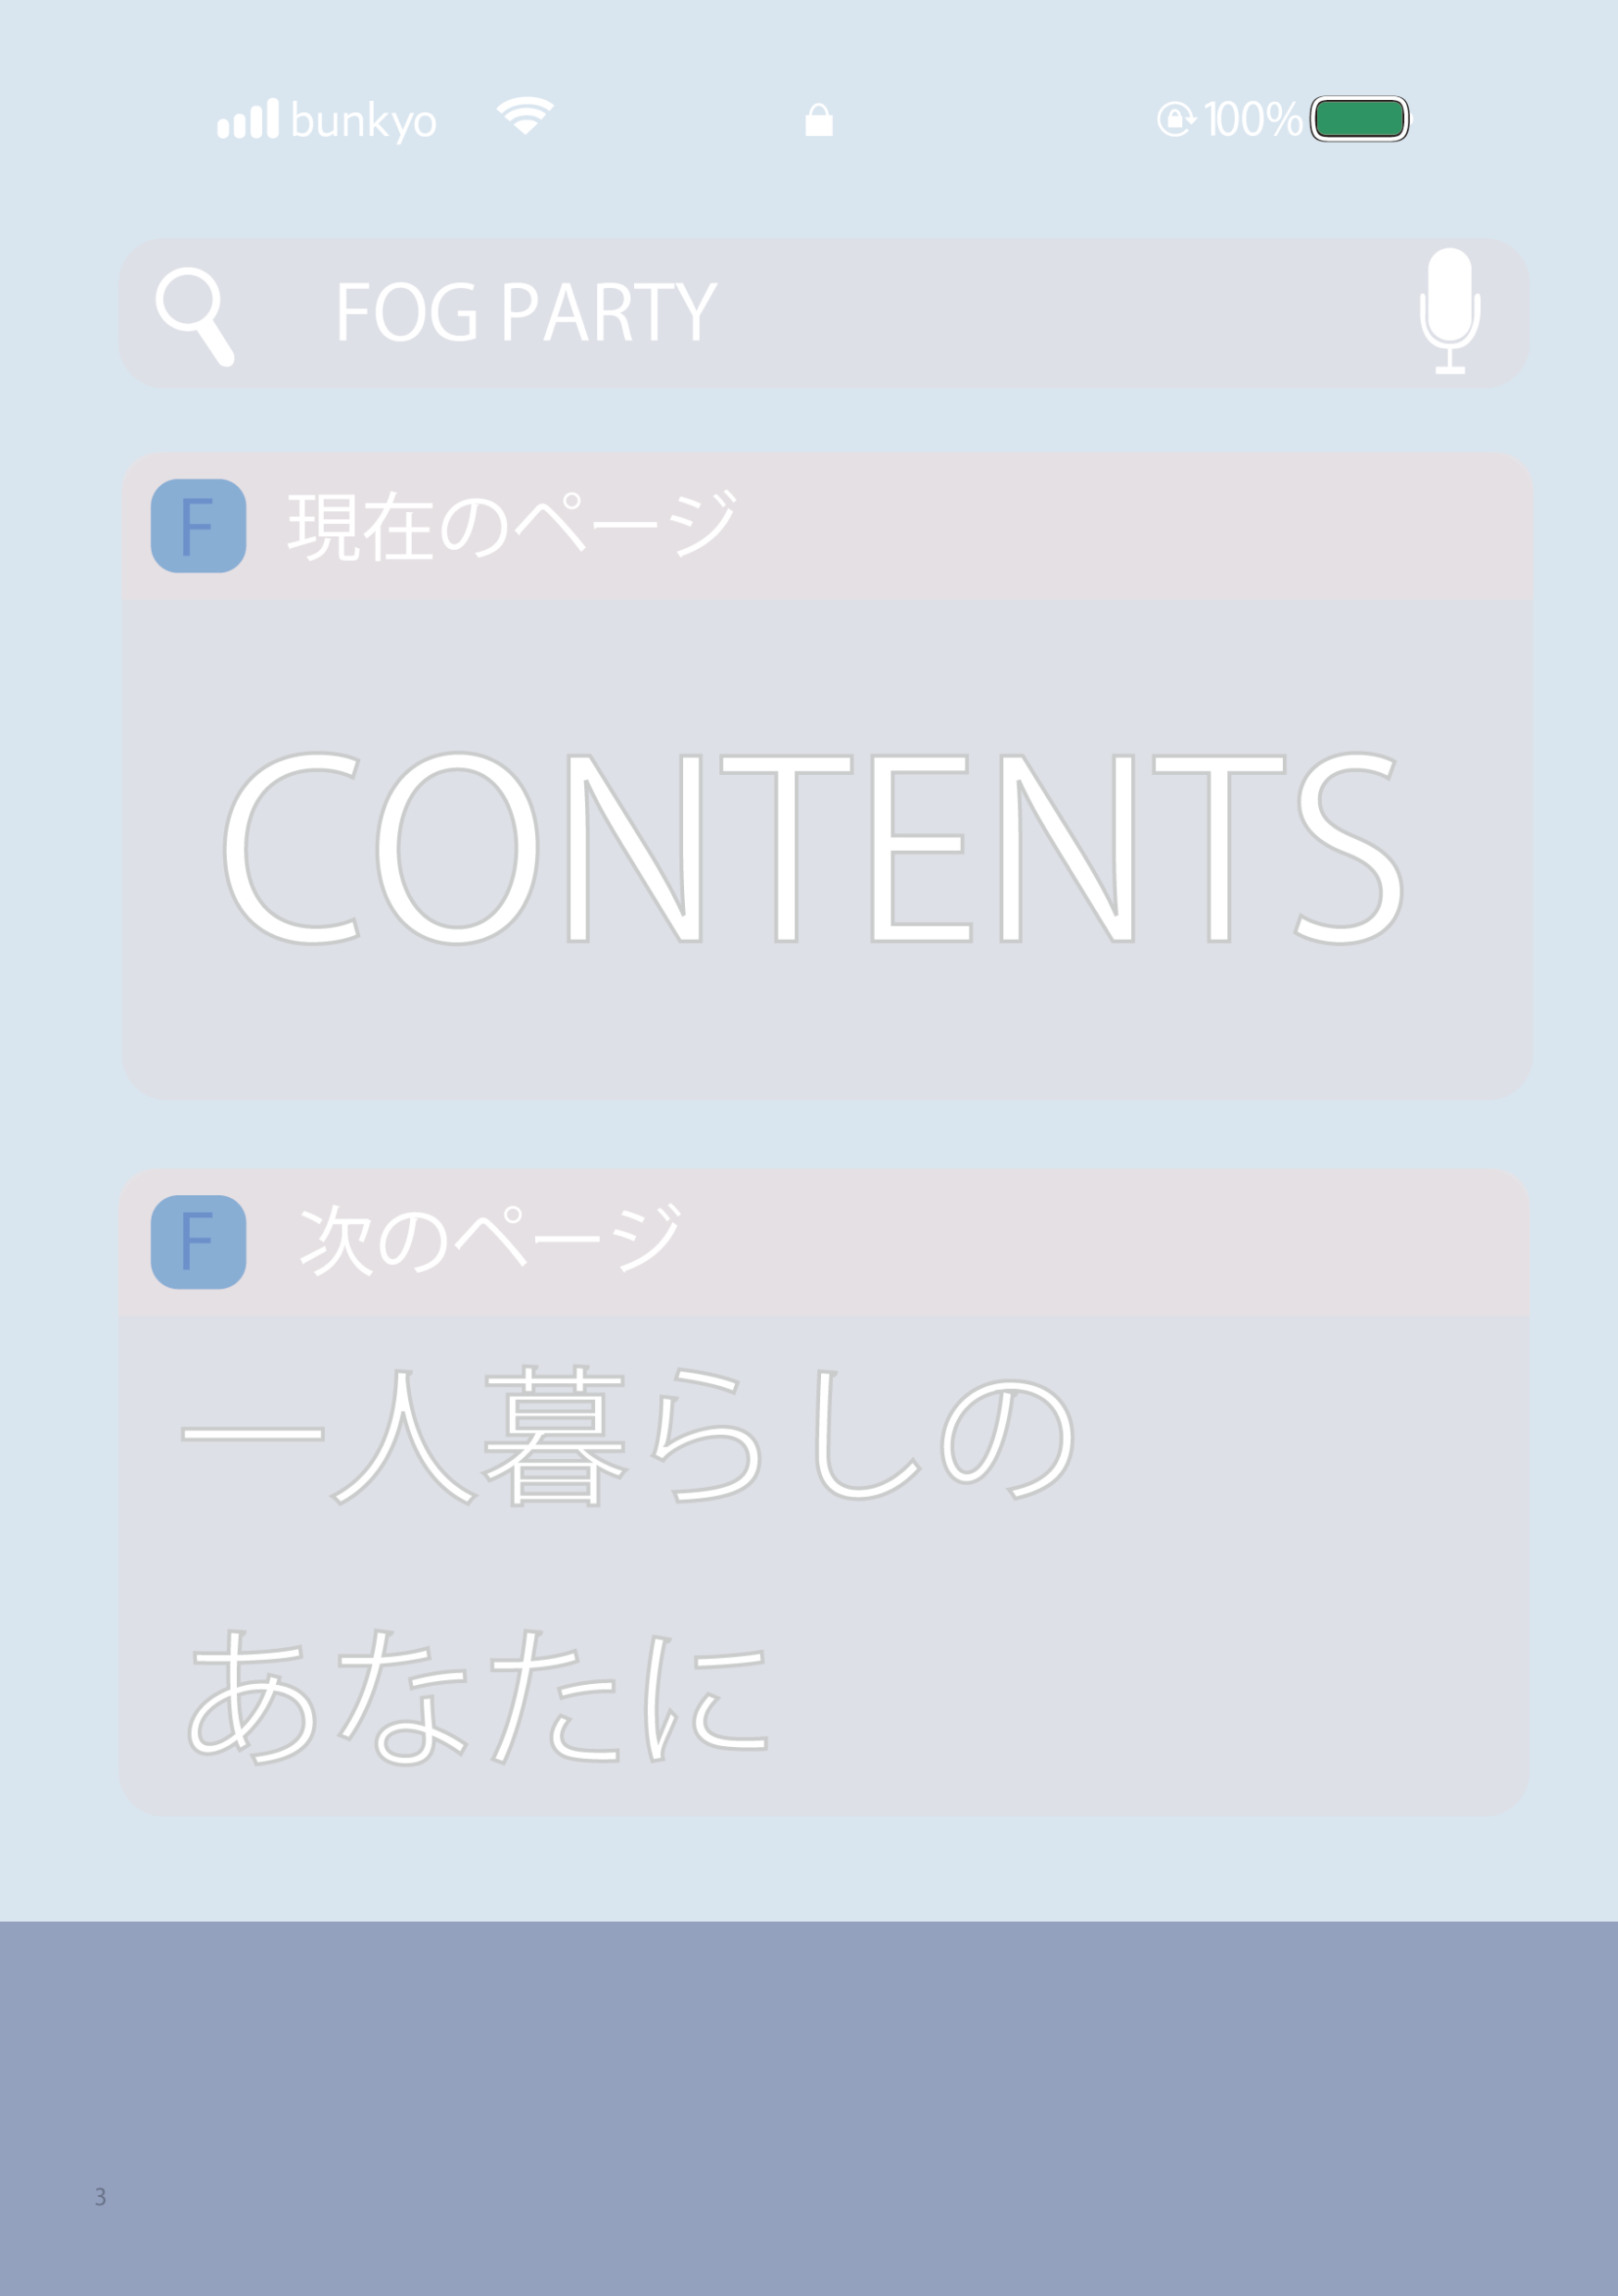 bunkyo 100%
FOG PARTY
F 現在のページ
CONTENTS
F 次のページ
一人暮らしの
あなたに
3